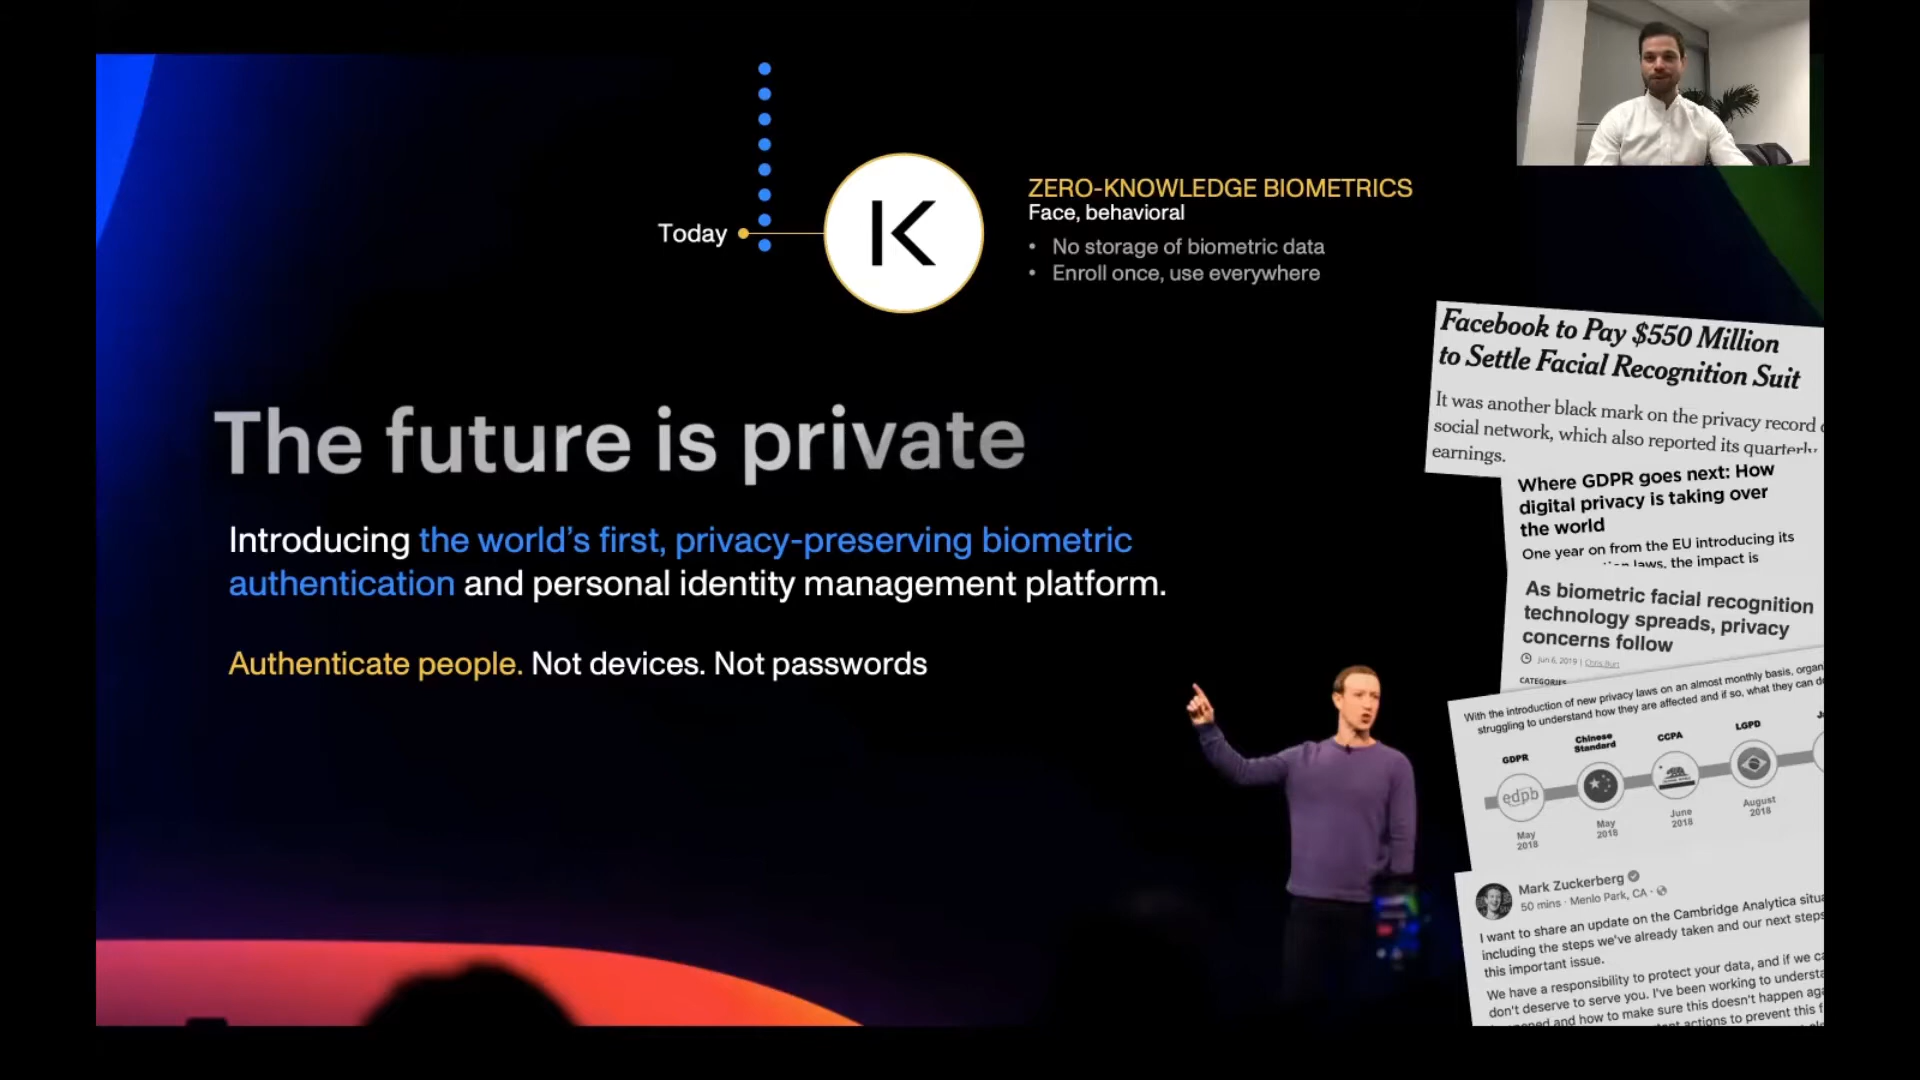 Today
K
ZERO-KNOWLEDGE BIOMETRICS
Face, behavioral
• No storage of biometric data
• Enroll once, use everywhere
The future is private
Introducing the world's first, privacy-preserving biometric
authentication and personal identity management platform.
Authenticate people. Not devices. Not passwords
Facebook to Pay $550 Million
to Settle Facial Recognition Suit
It was another black mark on the privacy record
social network, which also reported its quarterly
earnings.
Where GDPR goes next: How
digital privacy is taking over
the world
One year on from the EU introducing its
laws, the impact is
As biometric facial recognition
technology spreads, privacy
concerns follow
Jun 6, 2019 | Chris Burt
CATEGORIES
With the introduction of new privacy laws on an almost monthly basis,
struggling to understand how they are affected and if so, what they can
GDPR
Chinese
Standard
CCPA
LGPD
edpb
May
2018
May
2018
June
2018
August
2018
Mark Zuckerberg
50 mins · Menlo Park, CA ·
I want to share an update on the Cambridge Analytica
including the steps we've already taken and our next steps
this important issue.
We have a responsibility to protect your data, and if we
don't deserve to serve you. I've been working to
and how to make sure this doesn't happen
actions to prevent this